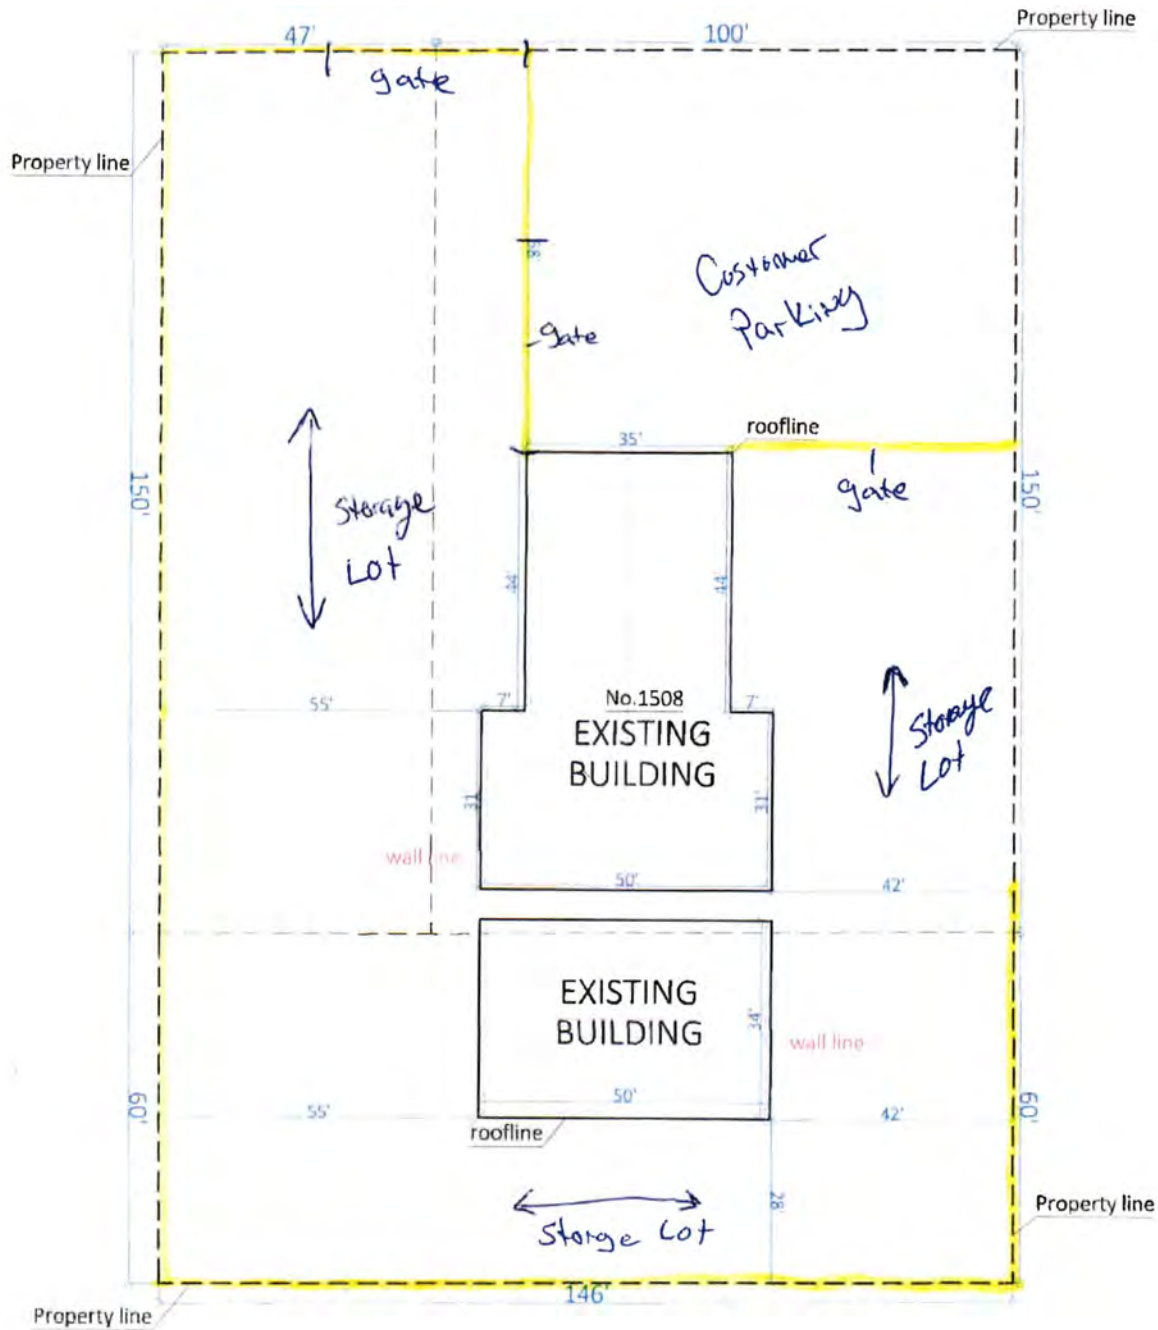 Property line
47'
100'
gate
Property line
68'
Customer
Parking
gate
35'
roofline
gate
150'
150'
Storage
Lot
44'
44'
Storage
Lot
55'
7'
No.1508
7'
EXISTING
BUILDING
31'
31'
wall line
50'
42'
EXISTING
BUILDING
34'
wall line
50'
60'
55'
42'
60'
roofline
28'
Property line
Storge Lot
146'
Property line